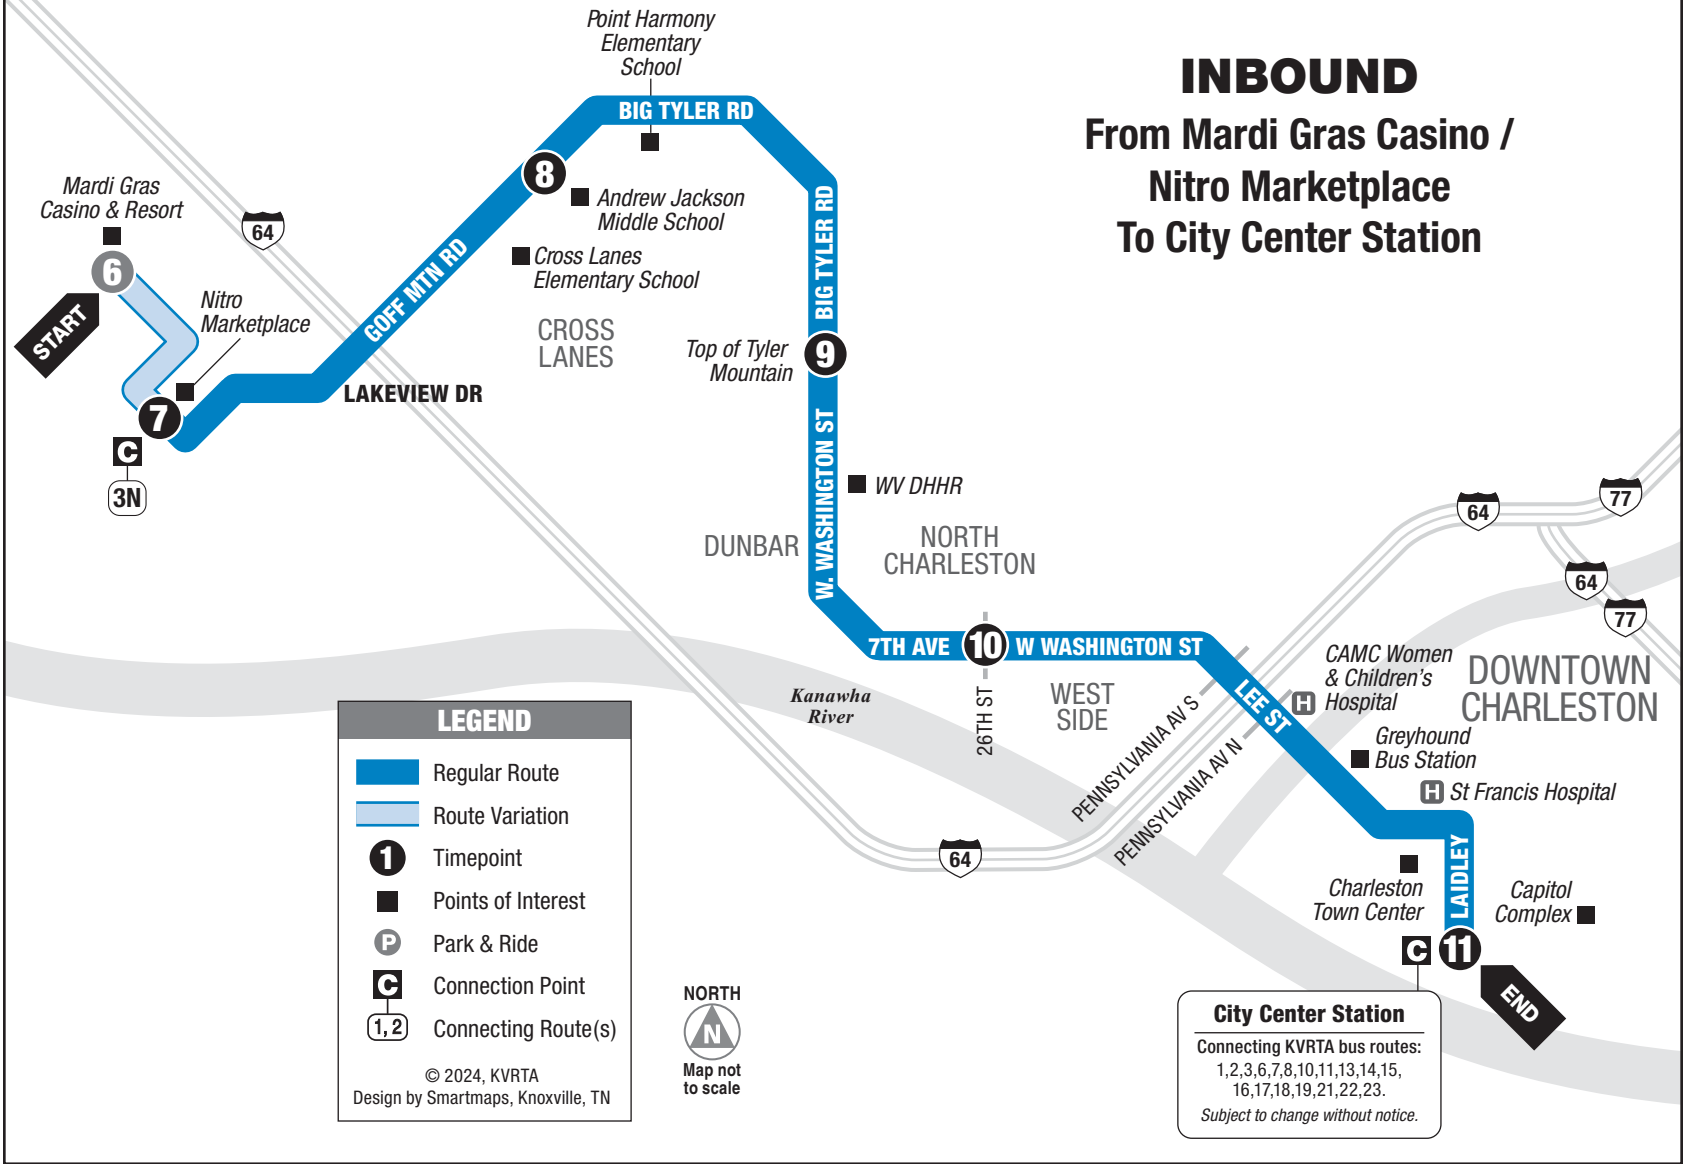 INBOUND
From Mardi Gras Casino /
Nitro Marketplace
To City Center Station
Point Harmony
Elementary
School
BIG TYLER RD
8
Andrew Jackson
Middle School
Cross Lanes
Elementary School
CROSS
LANES
Mardi Gras
Casino & Resort
64
6
START
Nitro
Marketplace
GOFF MTN RD
LAKEVIEW DR
7
C
3N
BIG TYLER RD
Top of Tyler
Mountain
9
W. WASHINGTON ST
WV DHHR
DUNBAR
NORTH
CHARLESTON
64
77
64
77
7TH AVE
10
W WASHINGTON ST
26TH ST
WEST
SIDE
Kanawha
River
PENNSYLVANIA AV S
PENNSYLVANIA AV N
LEE ST
H
CAMC Women
& Children's
Hospital
DOWNTOWN
CHARLESTON
Greyhound
Bus Station
H
St Francis Hospital
64
LAIDLEY
Charleston
Town Center
Capitol
Complex
C
11
END
City Center Station
Connecting KVRTA bus routes:
1,2,3,6,7,8,10,11,13,14,15,
16,17,18,19,21,22,23.
Subject to change without notice.
LEGEND
Regular Route
Route Variation
1 Timepoint
Points of Interest
P Park & Ride
C Connection Point
1, 2 Connecting Route(s)
© 2024, KVRTA
Design by Smartmaps, Knoxville, TN
NORTH
N
Map not
to scale